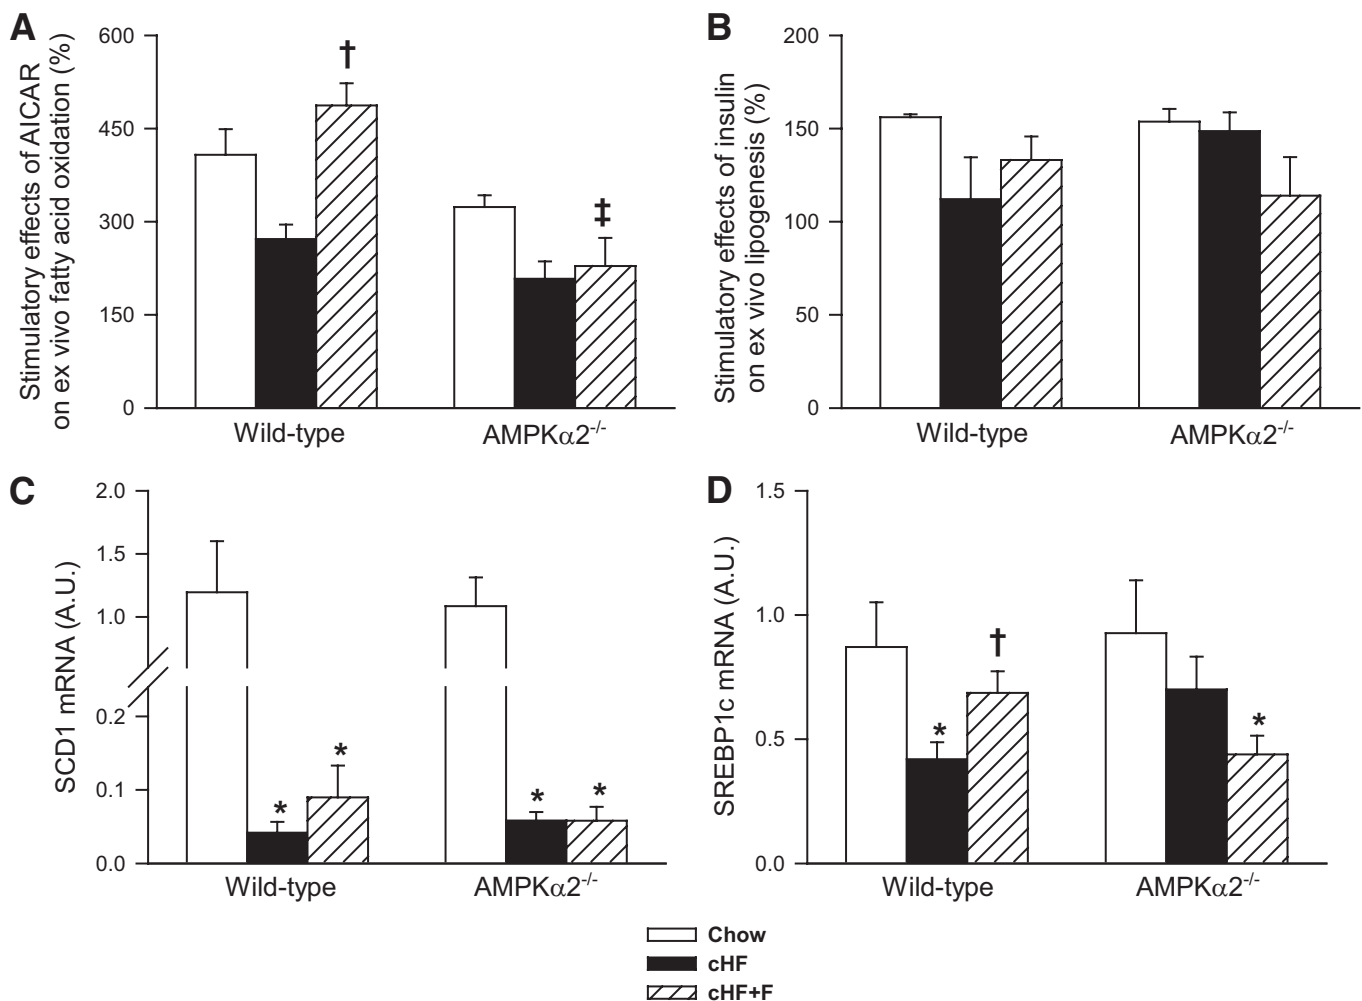 A
Stimulatory effects of AICAR
on ex vivo fatty acid oxidation (%)
600
450
300
150
0
†
‡
Wild-type
AMPKα2-/-
B
Stimulatory effects of insulin
on ex vivo lipogenesis (%)
200
150
100
50
0
Wild-type
AMPKα2-/-
C
SCD1 mRNA (A.U.)
2.0
1.5
1.0
0.2
0.1
0.0
*
*
*
*
Wild-type
AMPKα2-/-
D
SREBP1c mRNA (A.U.)
1.5
1.0
0.5
0.0
*
†
*
Wild-type
AMPKα2-/-
Chow
cHF
cHF+F